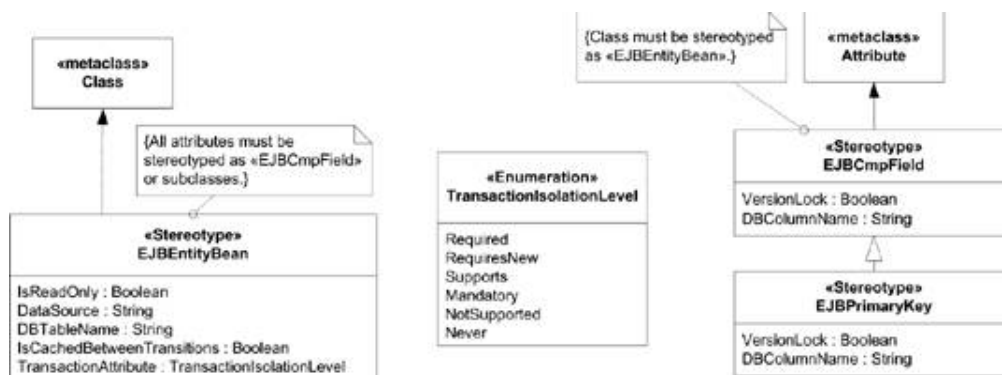 «metaclass»
Class
{All attributes must be
stereotyped as «EJBCmpField»
or subclasses.}
«Stereotype»
EJBEntityBean
IsReadOnly : Boolean
DataSource : String
DBTableName : String
IsCachedBetweenTransitions : Boolean
TransactionAttribute : TransactionIsolationLevel
«Enumeration»
TransactionIsolationLevel
Required
RequiresNew
Supports
Mandatory
NotSupported
Never
{Class must be stereotyped
as «EJBEntityBean».}
«metaclass»
Attribute
«Stereotype»
EJBCmpField
VersionLock : Boolean
DBColumnName : String
«Stereotype»
EJBPrimaryKey
VersionLock : Boolean
DBColumnName : String